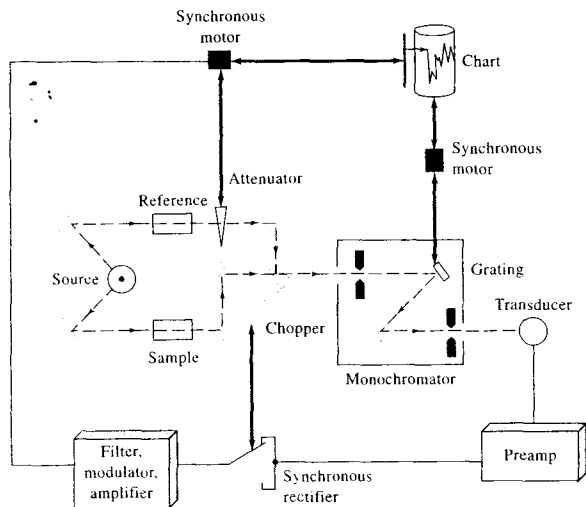 Synchronous
motor
Chart
Synchronous
motor
Attenuator
Reference
Source
Grating
Transducer
Sample
Chopper
Monochromator
Filter,
modulator,
amplifier
Synchronous
rectifier
Preamp